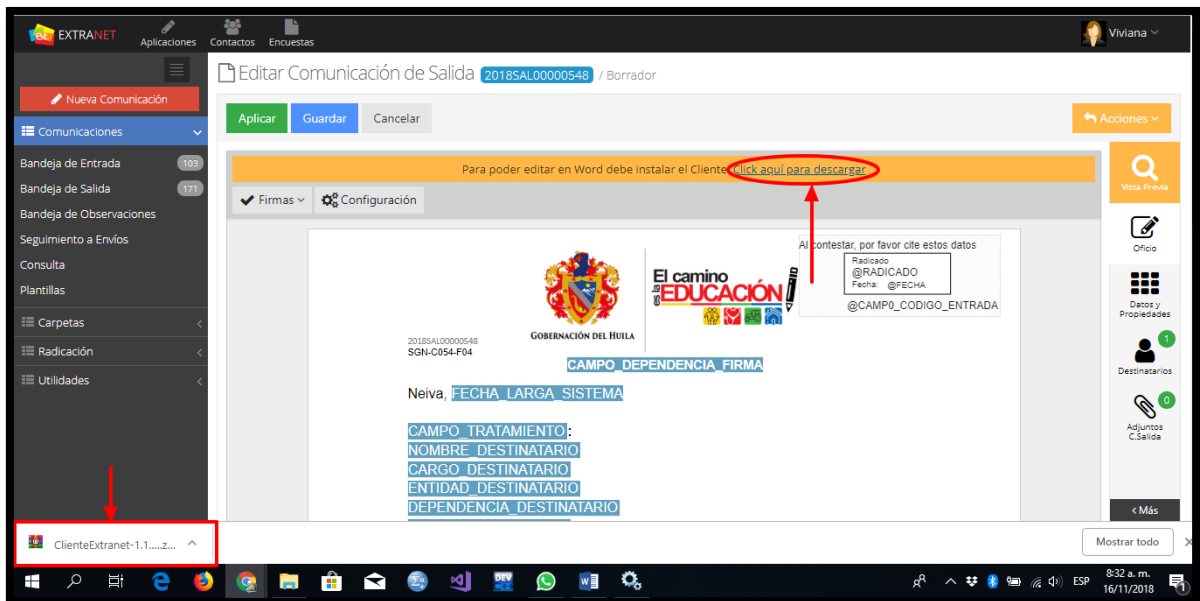 EXTRANET
Aplicaciones
Contactos
Encuestas
Viviana
Nueva Comunicación
Comunicaciones
Bandeja de Entrada 103
Bandeja de Salida 171
Bandeja de Observaciones
Seguimiento a Envíos
Consulta
Plantillas
Carpetas
Radicación
Utilidades
Editar Comunicación de Salida 2018SAL00000548 / Borrador
Aplicar
Guardar
Cancelar
Acciones
Para poder editar en Word debe instalar el Cliente Click aquí para descargar
Firmas
Configuración
Al contestar, por favor cite estos datos
Radicado
@RADICADO
Fecha: @FECHA
@CAMP0_CODIGO_ENTRADA
GOBERNACIÓN DEL HUILA
El camino
es la EDUCACIÓN
2018SAL00000548
SGN-C054-F04
CAMPO_DEPENDENCIA_FIRMA
Neiva, FECHA_LARGA_SISTEMA
CAMPO_TRATAMIENTO:
NOMBRE_DESTINATARIO
CARGO_DESTINATARIO
ENTIDAD_DESTINATARIO
DEPENDENCIA_DESTINATARIO
Vista Previa
Oficio
Datos y
Propiedades
1
Destinatarios
0
Adjuntos
C.Salida
< Más
ClienteExtranet-1.1.....z...
Mostrar todo
DEV
ESP
8:32 a. m.
16/11/2018
1